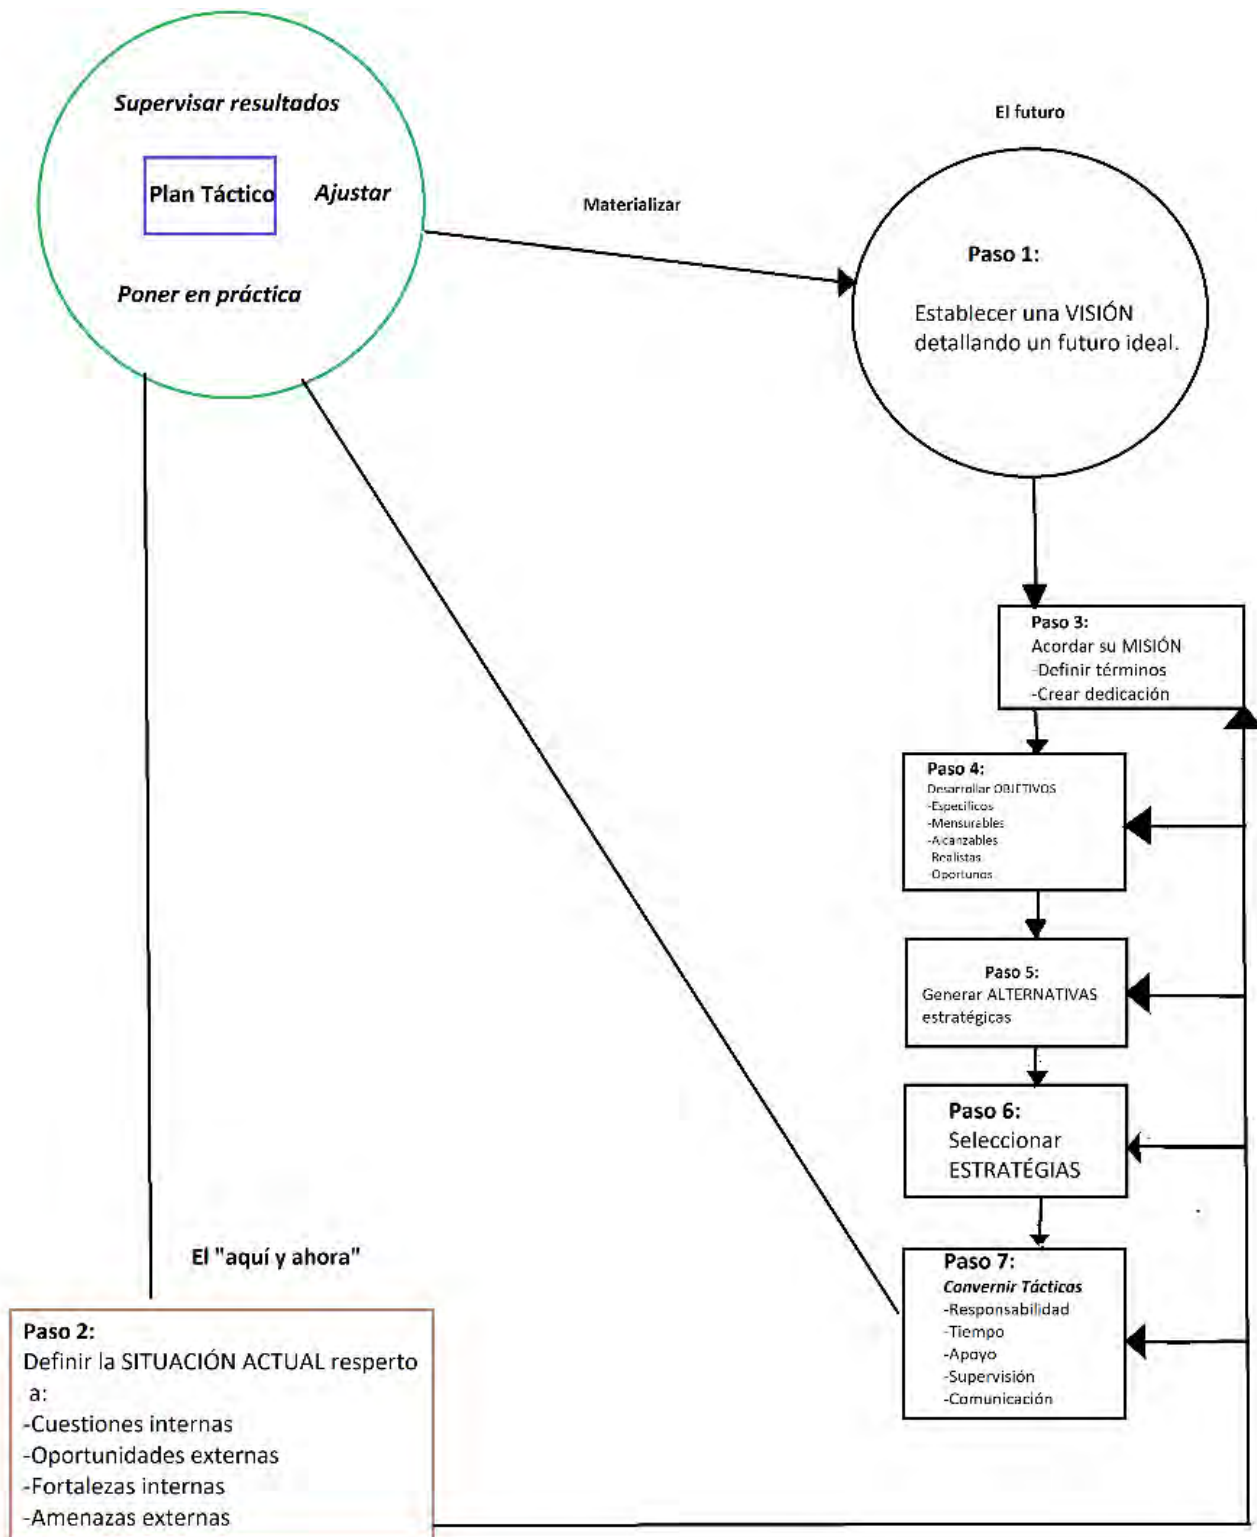 Supervisar resultados
Plan Táctico
Ajustar
Poner en práctica
Materializar
El futuro
Paso 1:
Establecer una VISIÓN
detallando un futuro ideal.
Paso 3:
Acordar su MISIÓN
-Definir términos
-Crear dedicación
Paso 4:
Desarrollar OBJETIVOS
-Específicos
-Mensurables
-Alcanzables
-Realistas
-Oportunos
Paso 5:
Generar ALTERNATIVAS
estratégicas
Paso 6:
Seleccionar
ESTRATÉGIAS
Paso 7:
Convernir Tácticas
-Responsabilidad
-Tiempo
-Apoyo
-Supervisión
-Comunicación
El "aquí y ahora"
Paso 2:
Definir la SITUACIÓN ACTUAL resperto
a:
-Cuestiones internas
-Oportunidades externas
-Fortalezas internas
-Amenazas externas